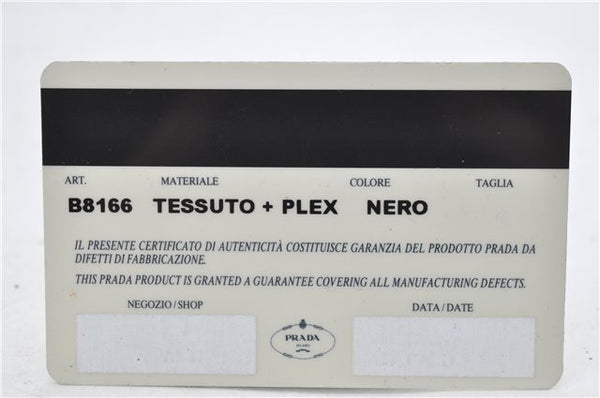 ART. MATERIALE COLORE TAGLIA
B8166 TESSUTO + PLEX NERO
IL PRESENTE CERTIFICATO DI AUTENTICITÀ COSTITUISCE GARANZIA DEL PRODOTTO PRADA DA
DIFETTI DI FABBRICAZIONE.
THIS PRADA PRODUCT IS GRANTED A GUARANTEE COVERING ALL MANUFACTURING DEFECTS.
NEGOZIO/SHOP DATA/DATE
PRADA
MILANO